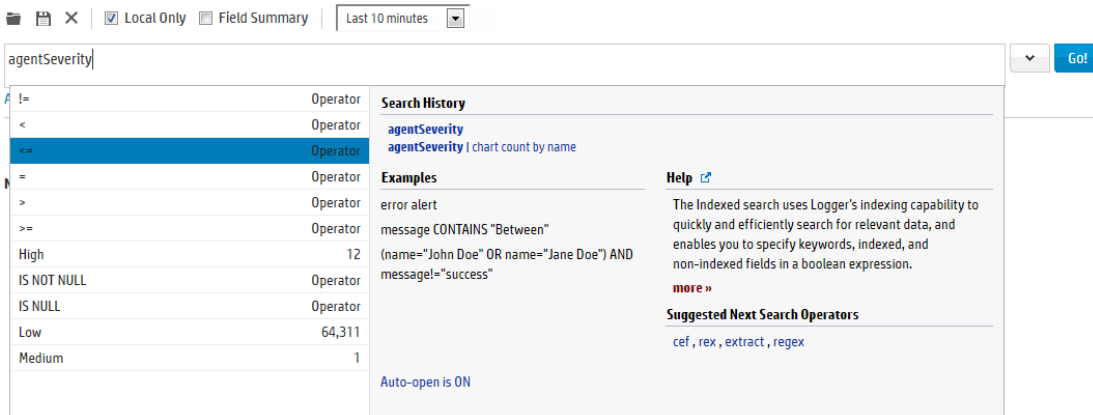 Local Only Field Summary Last 10 minutes
agentSeverity Go!
!= Operator
< Operator
<= Operator
= Operator
> Operator
>= Operator
High 12
IS NOT NULL Operator
IS NULL Operator
Low 64,311
Medium 1
Search History
agentSeverity
agentSeverity | chart count by name
Examples
error alert
message CONTAINS "Between"
(name="John Doe" OR name="Jane Doe") AND
message!="success"
Auto-open is ON
Help
The Indexed search uses Logger's indexing capability to
quickly and efficiently search for relevant data, and
enables you to specify keywords, indexed, and
non-indexed fields in a boolean expression.
more »
Suggested Next Search Operators
cef , rex , extract , regex